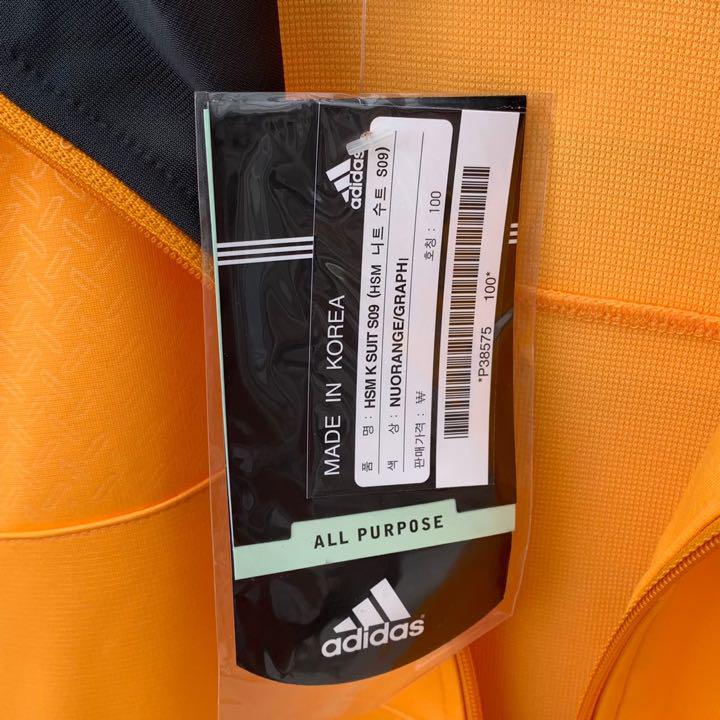 adidas
MADE IN KOREA
품 명 : HSM K SUIT S09 (HSM 니트 수트 S09)
색 상 : NUORANGE/GRAPHI
호칭 : 100
판매가격 : ₩
*P38575 100*
ALL PURPOSE
adidas®